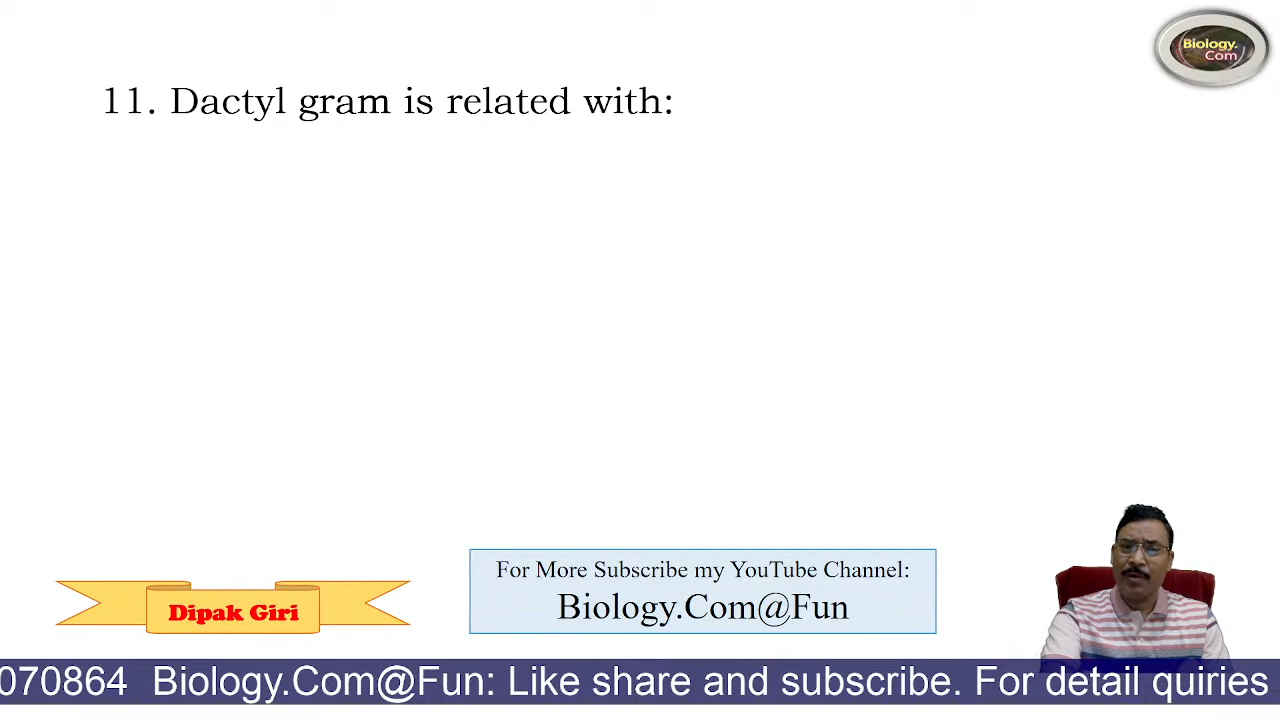 Biology.
Com
11. Dactyl gram is related with:
For More Subscribe my YouTube Channel:
Biology.Com@Fun
Dipak Giri
070864 Biology.Com@Fun: Like share and subscribe. For detail quiries